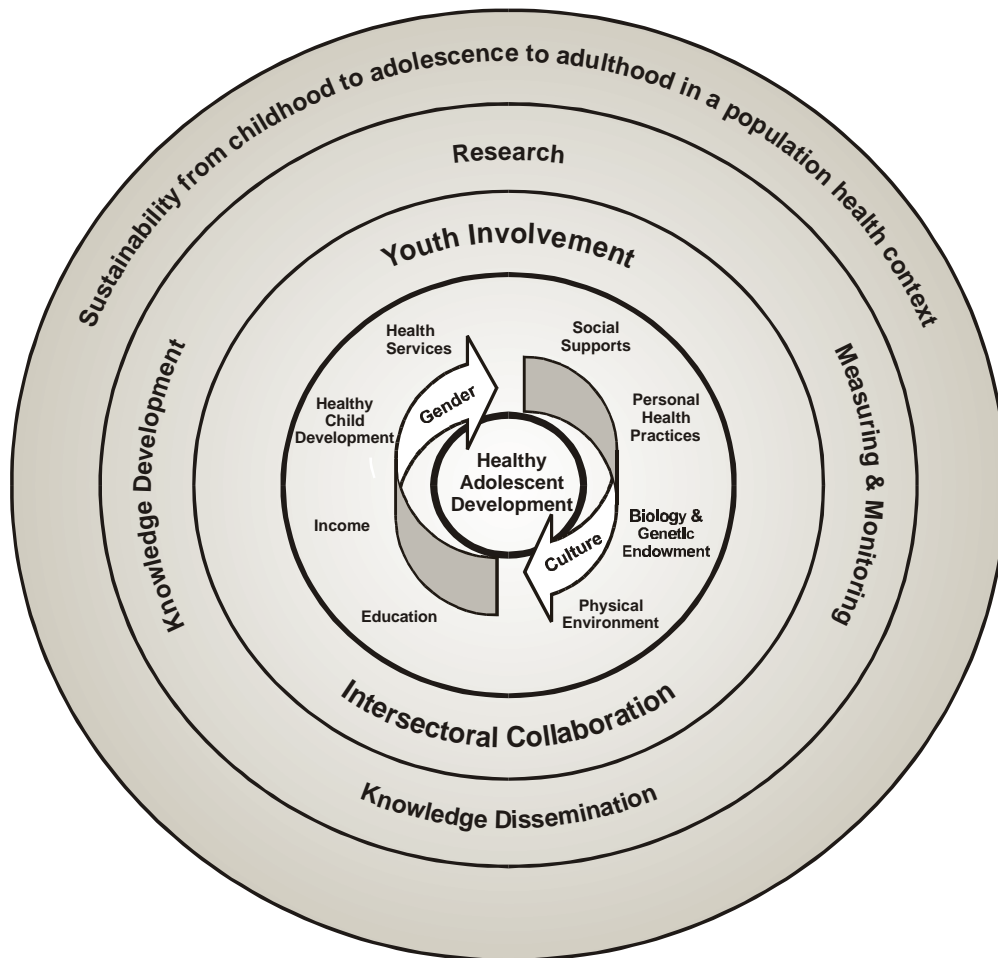 Sustainability from childhood to adolescence to adulthood in a population health context
Research
Youth Involvement
Health
Services
Social
Supports
Gender
Healthy
Child
Development
Personal
Health
Practices
Healthy
Adolescent
Development
Knowledge Development
Measuring & Monitoring
Income
Biology &
Genetic
Endowment
Culture
Education
Physical
Environment
Intersectoral Collaboration
Knowledge Dissemination